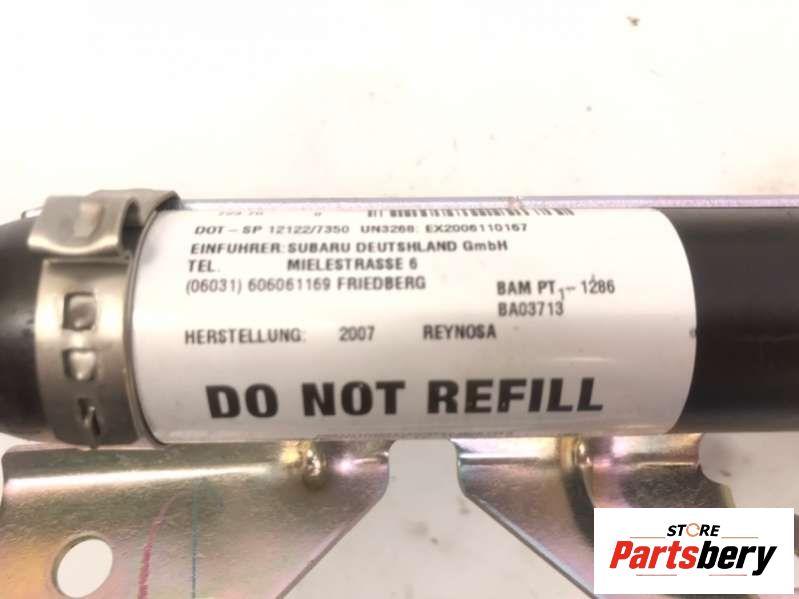 DOT - SP 12122/7350 UN3268: EX2006110167
EINFUHRER: SUBARU DEUTSHLAND GmbH
TEL. MIELESTRASSE 6
(06031) 606061169 FRIEDBERG BAM PT1 - 1286
BA03713
HERSTELLUNG: 2007 REYNOSA
DO NOT REFILL
STORE
Partsbery